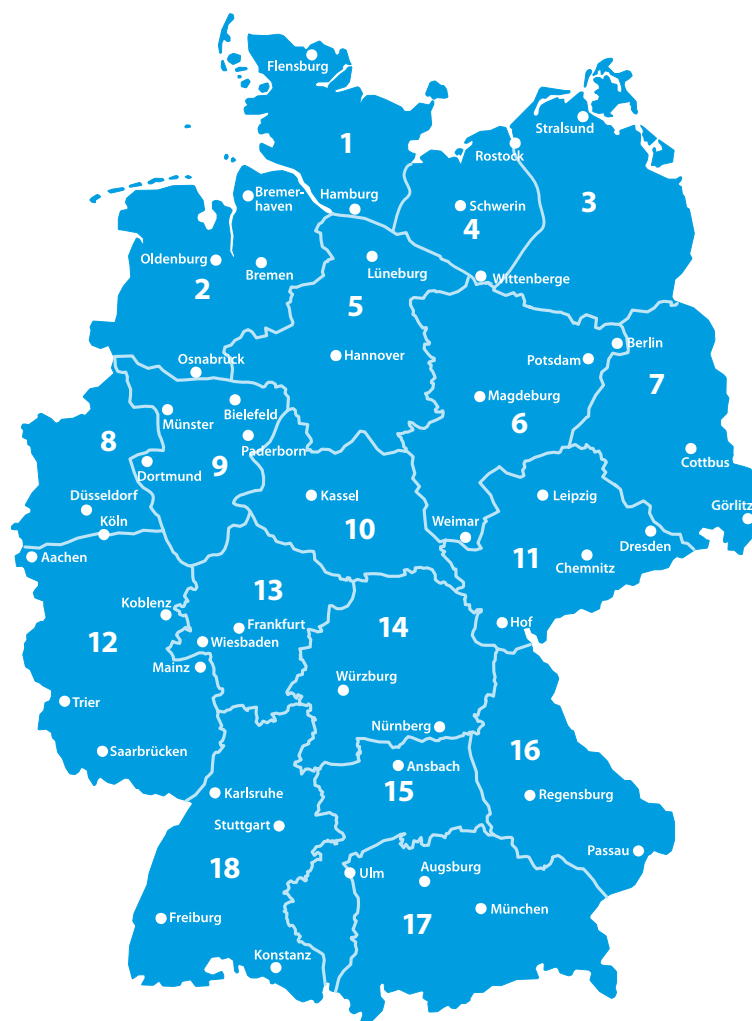 Flensburg
Stralsund
1
Rostock
Bremer-
haven
Hamburg
Schwerin
3
4
Oldenburg
Bremen
Lüneburg
2
Wittenberge
5
Berlin
Hannover
Potsdam
Osnabrück
7
Magdeburg
Münster
Bielefeld
6
8
Paderborn
9
Dortmund
Cottbus
Düsseldorf
Kassel
Leipzig
Görlitz
Köln
10
Weimar
Dresden
Aachen
11
Chemnitz
13
Koblenz
Hof
Frankfurt
14
12
Wiesbaden
Mainz
Würzburg
Trier
Nürnberg
Saarbrücken
16
Ansbach
Karlsruhe
15
Regensburg
Stuttgart
Passau
18
Ulm
Augsburg
München
Freiburg
17
Konstanz